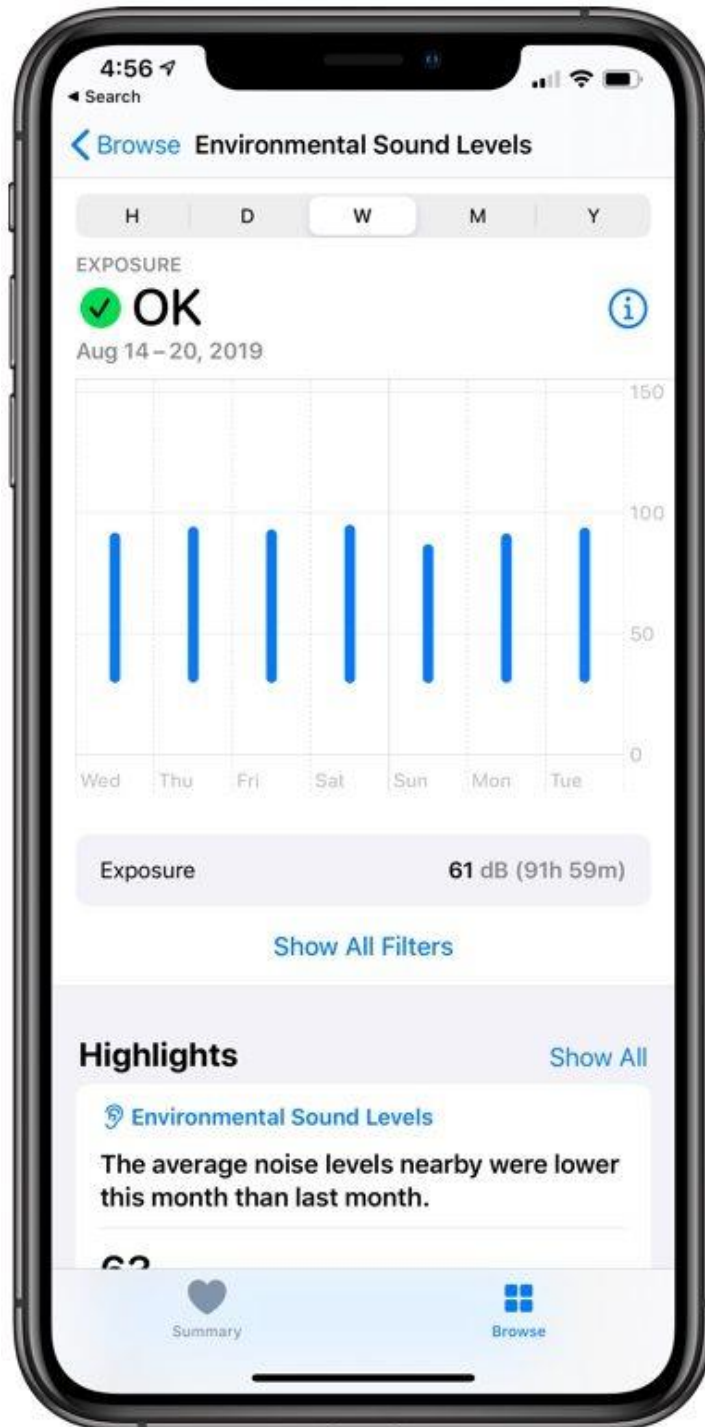 4:56
Search
Browse Environmental Sound Levels
H D W M Y
EXPOSURE
OK
Aug 14 – 20, 2019
150
100
50
0
Wed Thu Fri Sat Sun Mon Tue
Exposure 61 dB (91h 59m)
Show All Filters
Highlights Show All
Environmental Sound Levels
The average noise levels nearby were lower
this month than last month.
Summary Browse